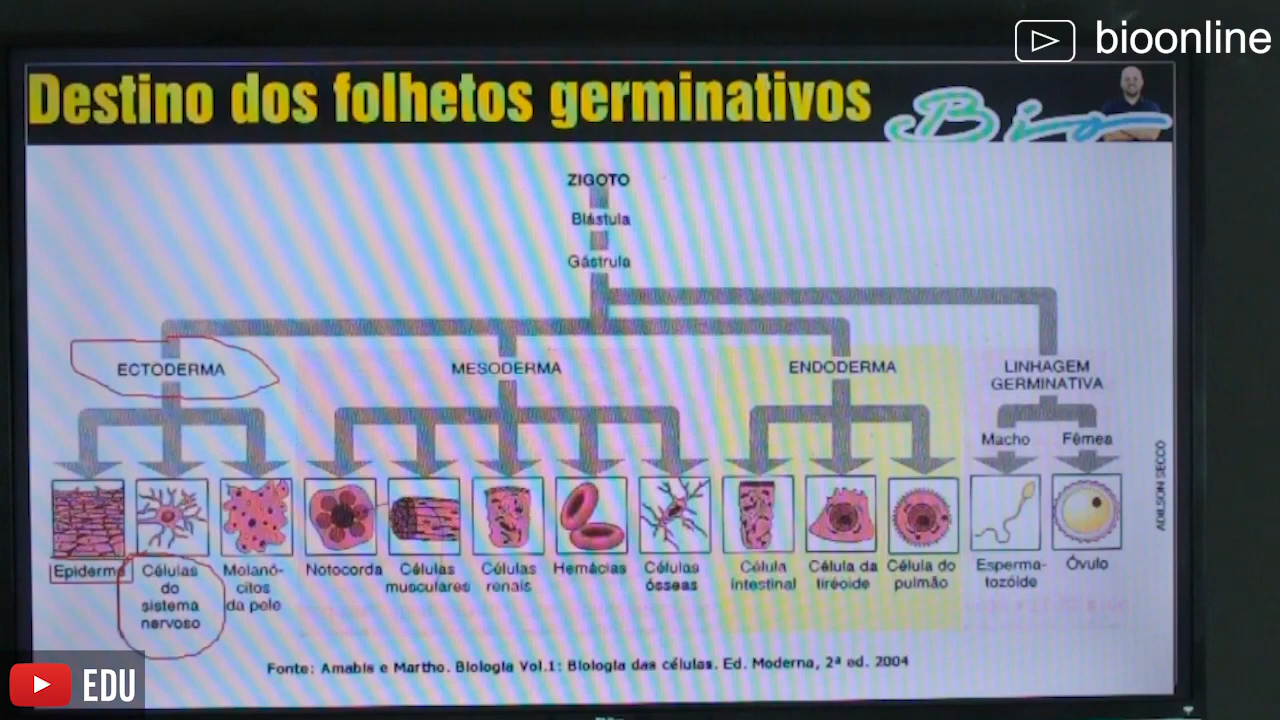 bioonline
Destino dos folhetos germinativos
Bio
ZIGOTO
Blástula
Gástrula
ECTODERMA
MESODERMA
ENDODERMA
LINHAGEM
GERMINATIVA
Macho
Fêmea
Epiderme
Células
do
sistema
nervoso
Melanó-
citos
da pele
Notocorda
Células
musculares
Células
renais
Hemácias
Células
ósseas
Célula
intestinal
Célula da
tireóide
Célula do
pulmão
Esperma-
tozóide
Óvulo
ADILSON SECCO
Fonte: Amabis e Martho. Biologia Vol.1: Biologia das células. Ed. Moderna, 2ª ed. 2004
EDU